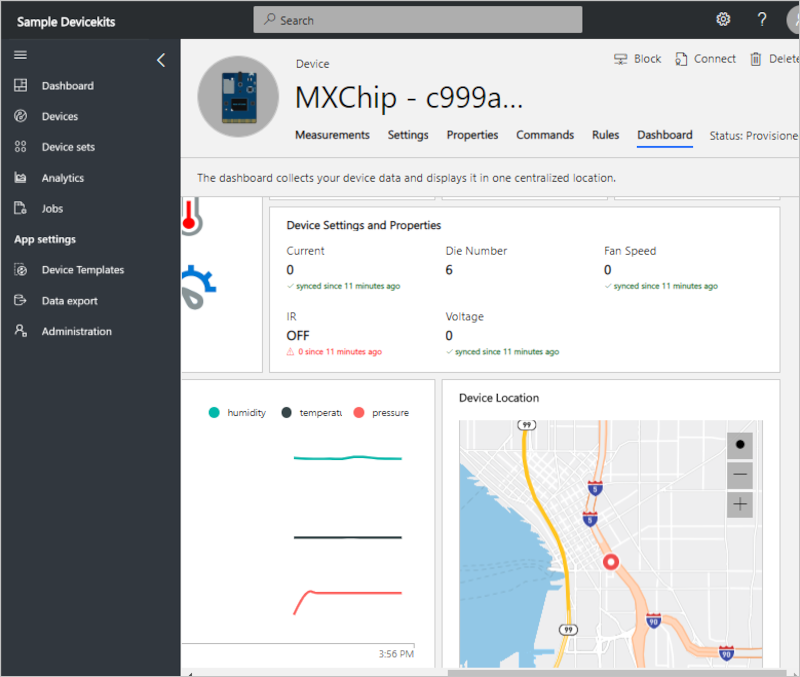 Sample Devicekits
Search
?
Dashboard
Devices
Device sets
Analytics
Jobs
App settings
Device Templates
Data export
Administration
Device
Block
Connect
Delete
MXChip - c999a...
Measurements
Settings
Properties
Commands
Rules
Dashboard
Status: Provisione
The dashboard collects your device data and displays it in one centralized location.
Device Settings and Properties
Current
0
synced since 11 minutes ago
Die Number
6
Fan Speed
0
synced since 11 minutes ago
IR
OFF
0 since 11 minutes ago
Voltage
0
synced since 11 minutes ago
humidity
temperatu
pressure
3:56 PM
Device Location
99
5
5
99
90
90